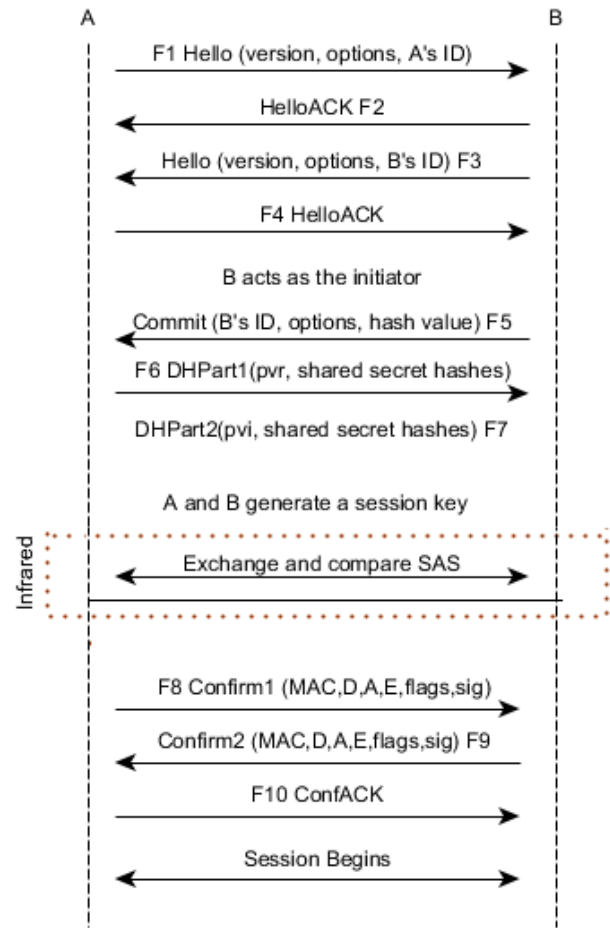 A
B
F1 Hello (version, options, A's ID)
HelloACK F2
Hello (version, options, B's ID) F3
F4 HelloACK
B acts as the initiator
Commit (B's ID, options, hash value) F5
F6 DHPart1(pvr, shared secret hashes)
DHPart2(pvi, shared secret hashes) F7
A and B generate a session key
Infrared
Exchange and compare SAS
F8 Confirm1 (MAC,D,A,E,flags,sig)
Confirm2 (MAC,D,A,E,flags,sig) F9
F10 ConfACK
Session Begins